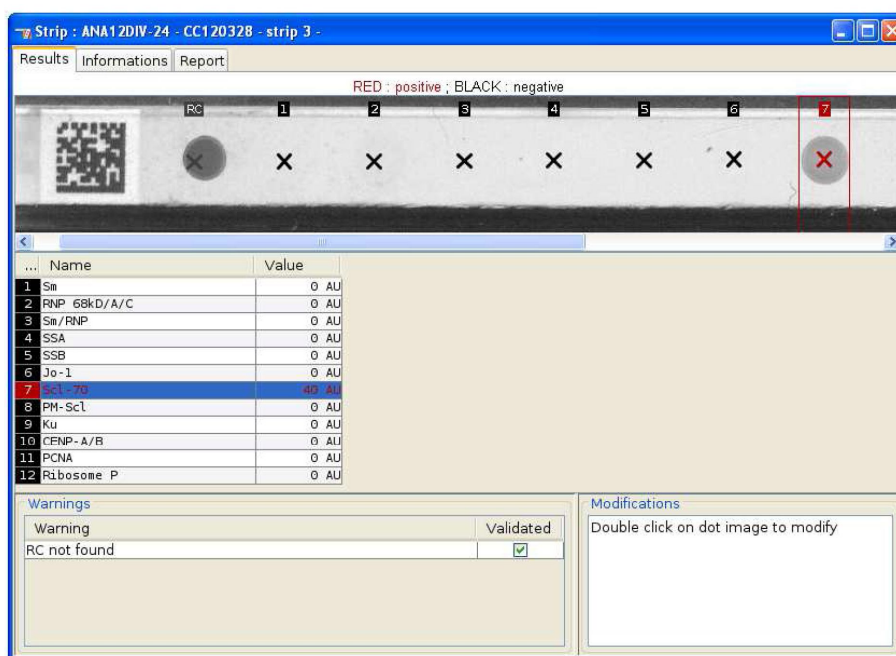 Strip : ANA12DIV-24 - CC120328 - strip 3 -
Results Informations Report
RED : positive ; BLACK : negative
RC 1 2 3 4 5 6 7
... Name Value
1 Sm 0 AU
2 RNP 68kD/A/C 0 AU
3 Sm/RNP 0 AU
4 SSA 0 AU
5 SSB 0 AU
6 Jo-1 0 AU
7 Scl-70 40 AU
8 PM-Scl 0 AU
9 Ku 0 AU
10 CENP-A/B 0 AU
11 PCNA 0 AU
12 Ribosome P 0 AU
Warnings
Warning Validated
RC not found
Modifications
Double click on dot image to modify